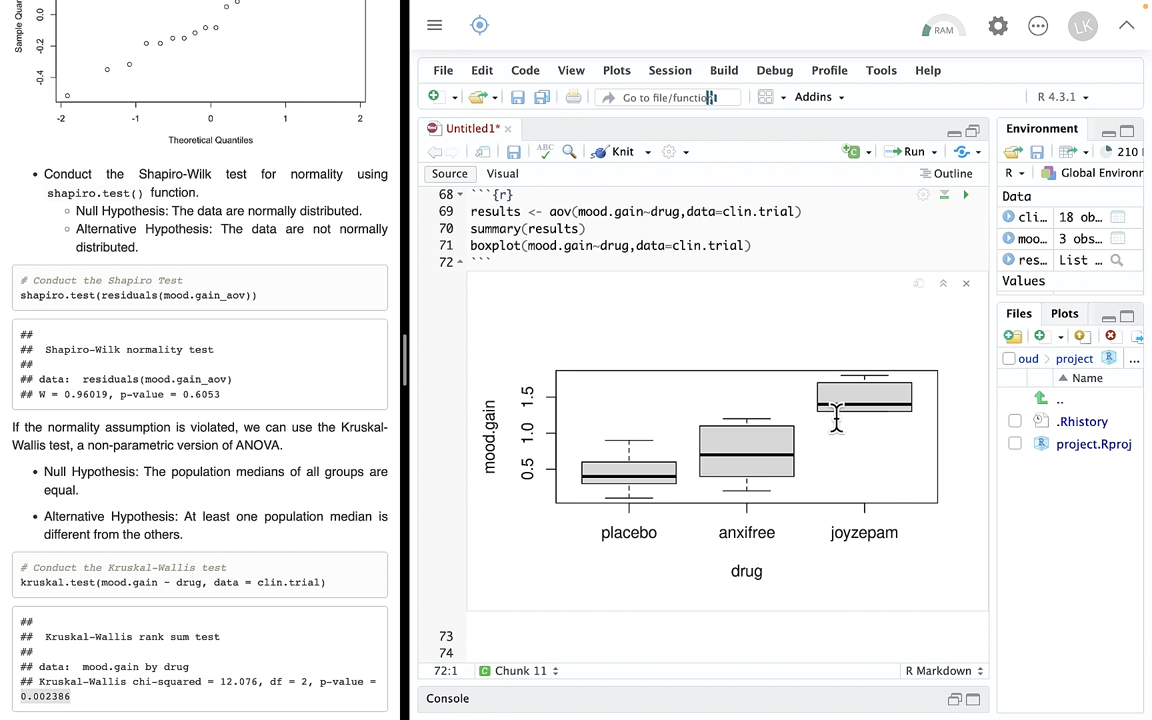 Sample Quan
0.0
-0.2
-0.4
-2
-1
0
1
2
Theoretical Quantiles
• Conduct the Shapiro-Wilk test for normality using
shapiro.test() function.
Null Hypothesis: The data are normally distributed.
Alternative Hypothesis: The data are not normally
distributed.
# Conduct the Shapiro Test
shapiro.test(residuals(mood.gain_aov))
##
## Shapiro-Wilk normality test
##
## data: residuals(mood.gain_aov)
## W = 0.96019, p-value = 0.6053
If the normality assumption is violated, we can use the Kruskal-
Wallis test, a non-parametric version of ANOVA.
• Null Hypothesis: The population medians of all groups are
equal.
• Alternative Hypothesis: At least one population median is
different from the others.
# Conduct the Kruskal-Wallis test
kruskal.test(mood.gain ~ drug, data = clin.trial)
##
## Kruskal-Wallis rank sum test
##
## data: mood.gain by drug
## Kruskal-Wallis chi-squared = 12.076, df = 2, p-value =
0.002386
RAM
LK
File Edit Code View Plots Session Build Debug Profile Tools Help
Go to file/function
Addins
R 4.3.1
Untitled1*
ABC
Knit
Run
Source
Visual
Outline
68 ```{r}
69 results <- aov(mood.gain~drug,data=clin.trial)
70 summary(results)
71 boxplot(mood.gain~drug,data=clin.trial)
72 ```
mood.gain
1.5
1.0
0.5
placebo
anxifree
joyzepam
drug
73
74
72:1
Chunk 11
R Markdown
Console
Environment
210
R
Global Environr
Data
cli... 18 ob...
moo... 3 obs...
res... List ...
Values
Files
Plots
oud
project
...
Name
..
.Rhistory
project.Rproj